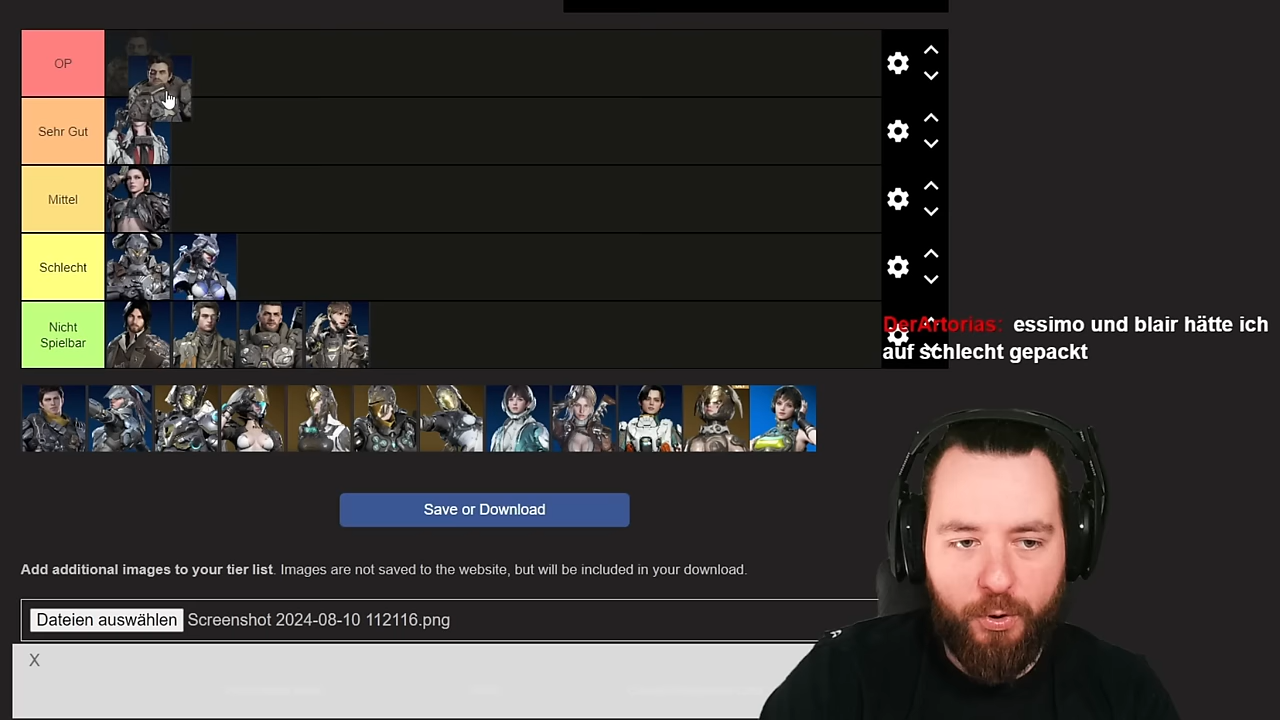 OP
Sehr Gut
Mittel
Schlecht
Nicht
Spielbar
DerArtorias: essimo und blair hätte ich
auf schlecht gepackt
Save or Download
Add additional images to your tier list. Images are not saved to the website, but will be included in your download.
Dateien auswählen Screenshot 2024-08-10 112116.png
X